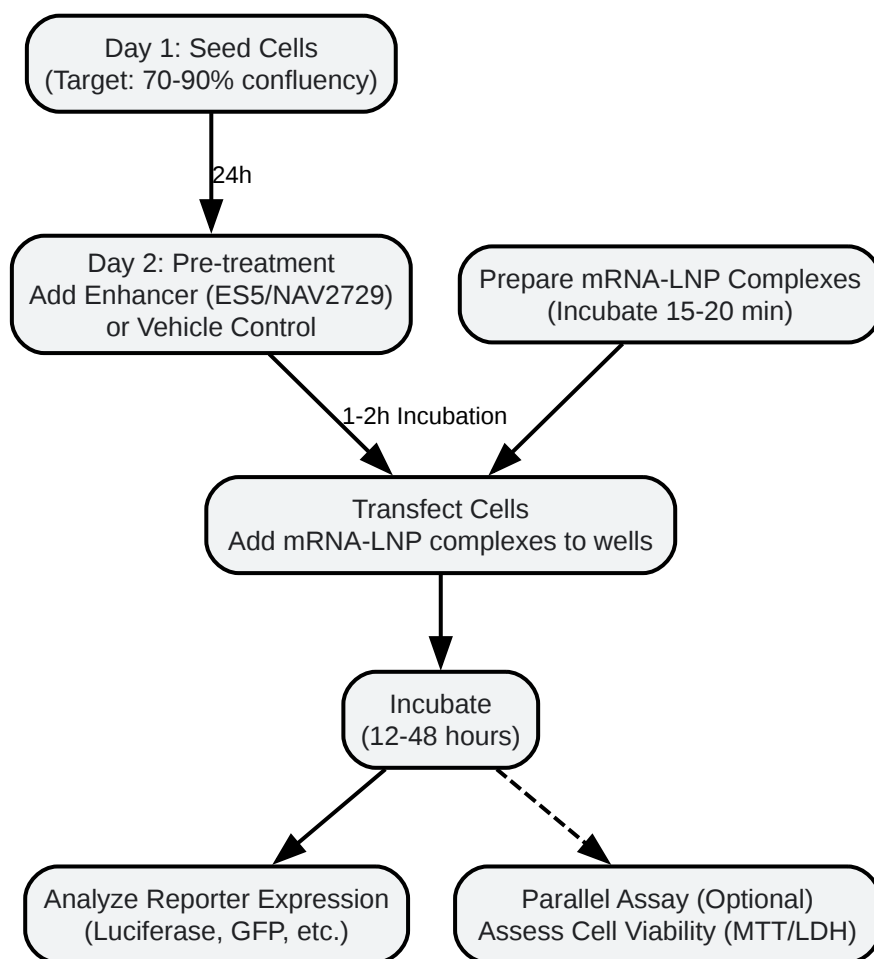 Day 1: Seed Cells
(Target: 70-90% confluency)
24h
Day 2: Pre-treatment
Add Enhancer (ES5/NAV2729)
or Vehicle Control
Prepare mRNA-LNP Complexes
(Incubate 15-20 min)
1-2h Incubation
Transfect Cells
Add mRNA-LNP complexes to wells
Incubate
(12-48 hours)
Analyze Reporter Expression
(Luciferase, GFP, etc.)
Parallel Assay (Optional)
Assess Cell Viability (MTT/LDH)